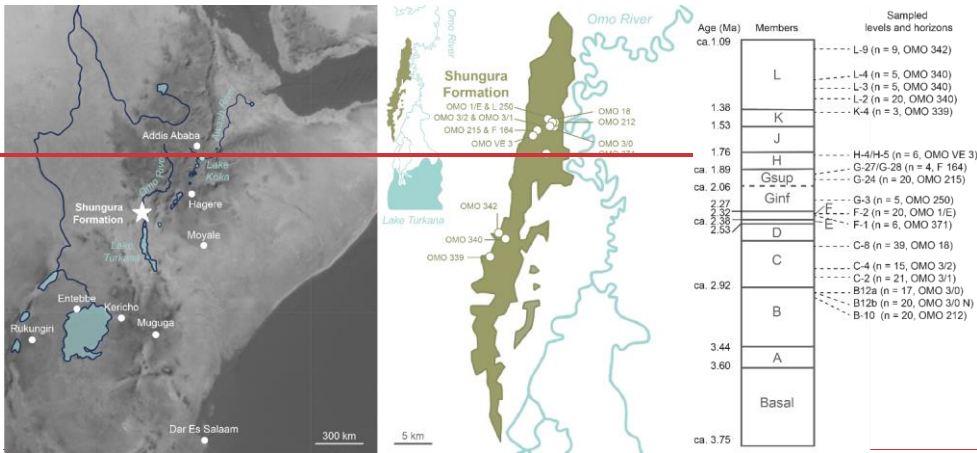 Addis Ababa
Awash River
Lake
Koka
Omo River
Hagere
Shungura
Formation
Moyale
Lake
Turkana
Entebbe
Kericho
Rukungiri
Muguga
Dar Es Salaam
300 km
Omo River
Omo River
Shungura
Formation
OMO 1/E & L 250
OMO 3/2 & OMO 3/1
OMO 215 & F 164
OMO VE 3
OMO 18
OMO 212
OMO 3/0
Lake Turkana
OMO 342
OMO 340
OMO 339
5 km
Age (Ma)
Members
Sampled
levels and horizons
ca. 1.09
L
L-9 (n = 9, OMO 342)
L-4 (n = 5, OMO 340)
L-3 (n = 5, OMO 340)
L-2 (n = 20, OMO 340)
1.38
K
K-4 (n = 3, OMO 339)
1.53
J
1.76
H
H-4/H-5 (n = 6, OMO VE 3)
ca. 1.89
Gsup
G-27/G-28 (n = 4, F 164)
G-24 (n = 20, OMO 215)
ca. 2.06
Ginf
G-3 (n = 5, OMO 250)
2.27
F
F-2 (n = 20, OMO 1/E)
2.32
E
F-1 (n = 6, OMO 371)
ca. 2.38
2.53
D
C-8 (n = 39, OMO 18)
C
C-4 (n = 15, OMO 3/2)
C-2 (n = 21, OMO 3/1)
ca. 2.92
B12a (n = 17, OMO 3/0)
B12b (n = 20, OMO 3/0 N)
B-10 (n = 20, OMO 212)
B
3.44
A
3.60
Basal
ca. 3.75